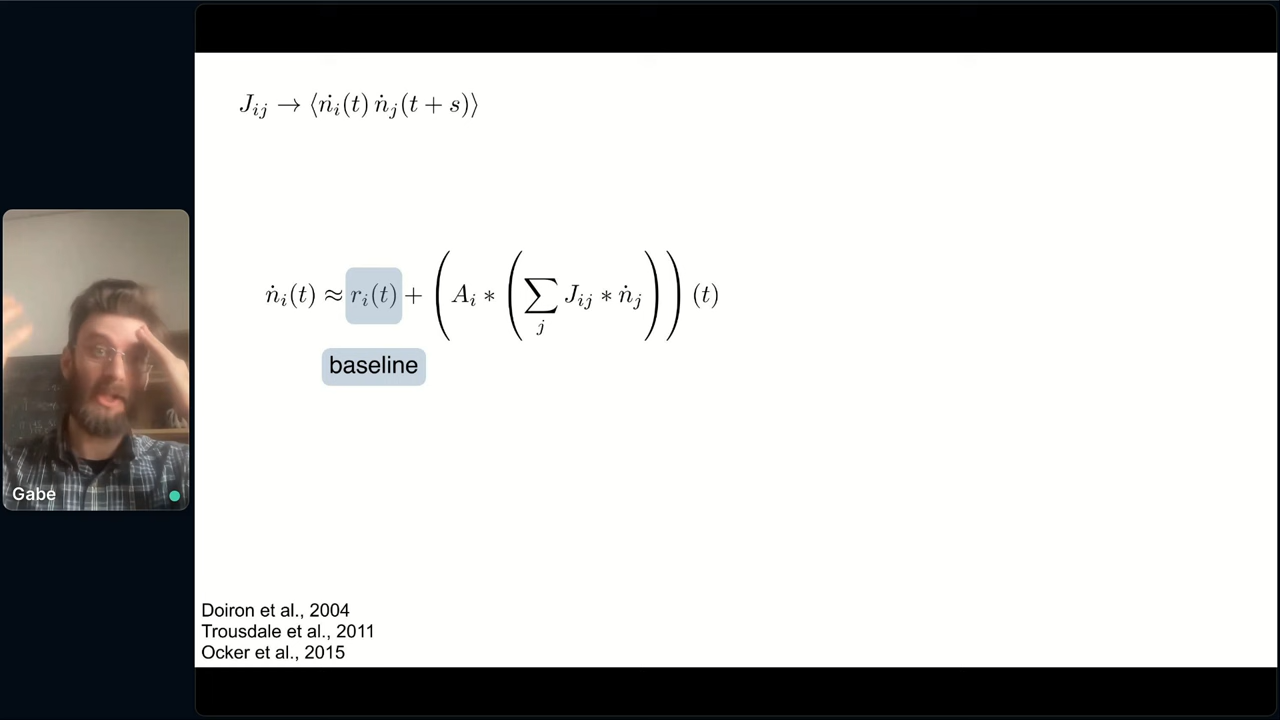 J_{ij} → ⟨ṅ_i(t) ṅ_j(t + s)⟩
ṅ_i(t) ≈ r_i(t) + (A_i * (∑_j J_{ij} * ṅ_j)) (t)
baseline
Gabe
Doiron et al., 2004
Trousdale et al., 2011
Ocker et al., 2015